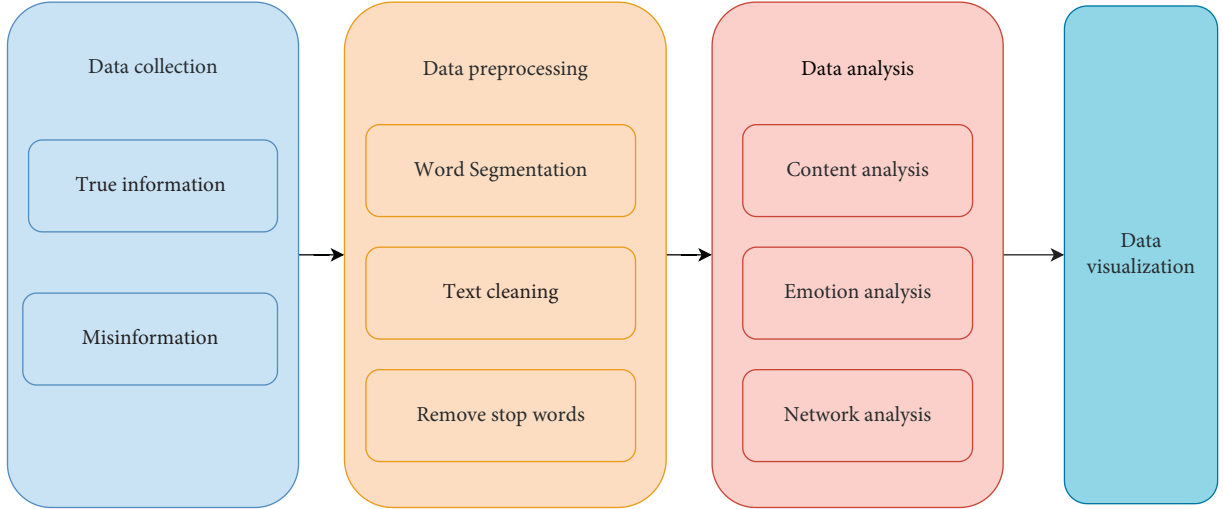 Data collection
True information
Misinformation
Data preprocessing
Word Segmentation
Text cleaning
Remove stop words
Data analysis
Content analysis
Emotion analysis
Network analysis
Data
visualization